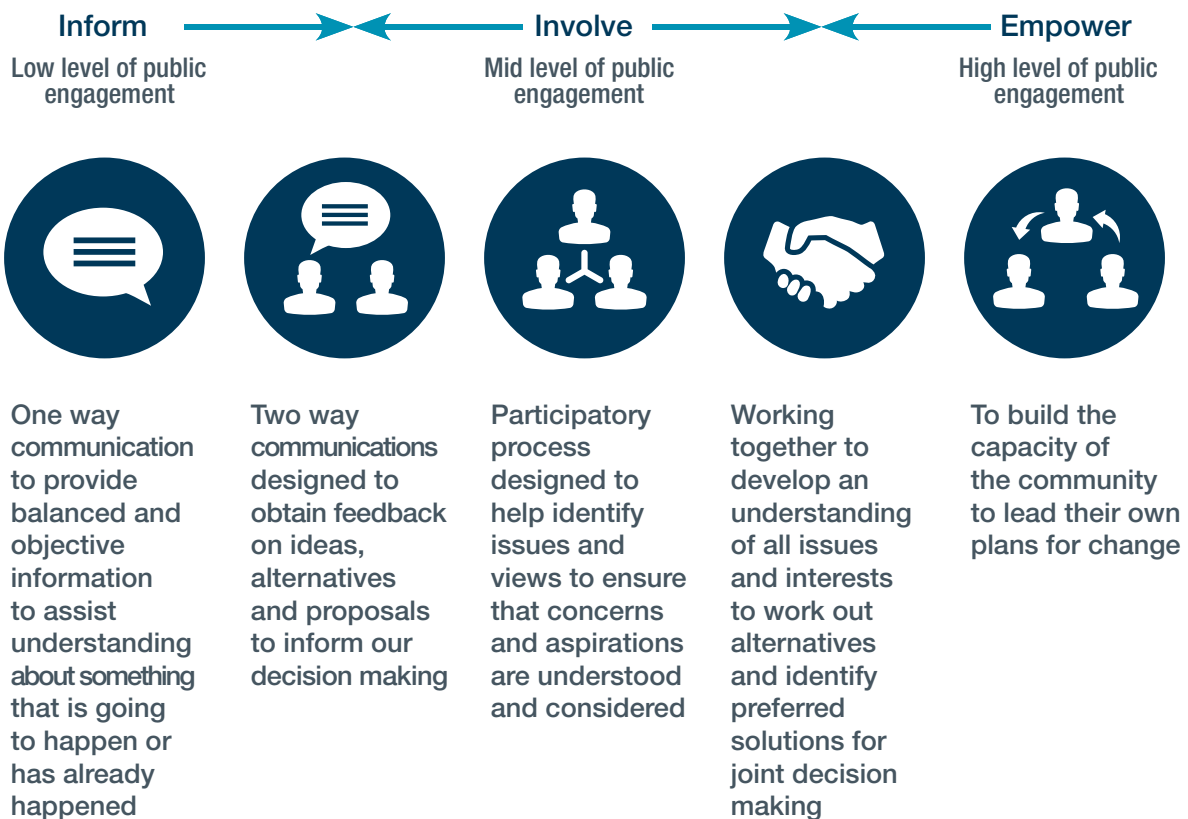 Inform
Low level of public
engagement
Involve
Mid level of public
engagement
Empower
High level of public
engagement
One way
communication
to provide
balanced and
objective
information
to assist
understanding
about something
that is going
to happen or
has already
happened
Two way
communications
designed to
obtain feedback
on ideas,
alternatives
and proposals
to inform our
decision making
Participatory
process
designed to
help identify
issues and
views to ensure
that concerns
and aspirations
are understood
and considered
Working
together to
develop an
understanding
of all issues
and interests
to work out
alternatives
and identify
preferred
solutions for
joint decision
making
To build the
capacity of
the community
to lead their own
plans for change